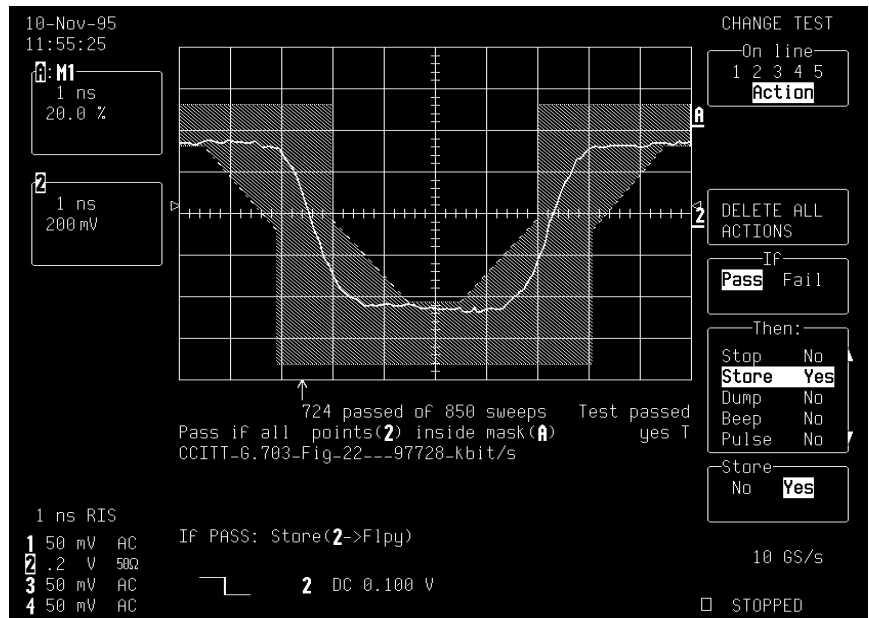 10-Nov-95
11:55:25
A: M1
1 ns
20.0 %
2
1 ns
200 mV
A
2
CHANGE TEST
On line
1 2 3 4 5
Action
DELETE ALL
ACTIONS
If
Pass Fail
Then:
Stop No
Store Yes
Dump No
Beep No
Pulse No
Store
No Yes
724 passed of 850 sweeps Test passed
Pass if all points(2) inside mask(A) yes T
CCITT_G.703_Fig_22___97728_kbit/s
1 ns RIS
1 50 mV AC
2 .2 V 50Ω
3 50 mV AC
4 50 mV AC
If PASS: Store(2->Flpy)
2 DC 0.100 V
10 GS/s
STOPPED